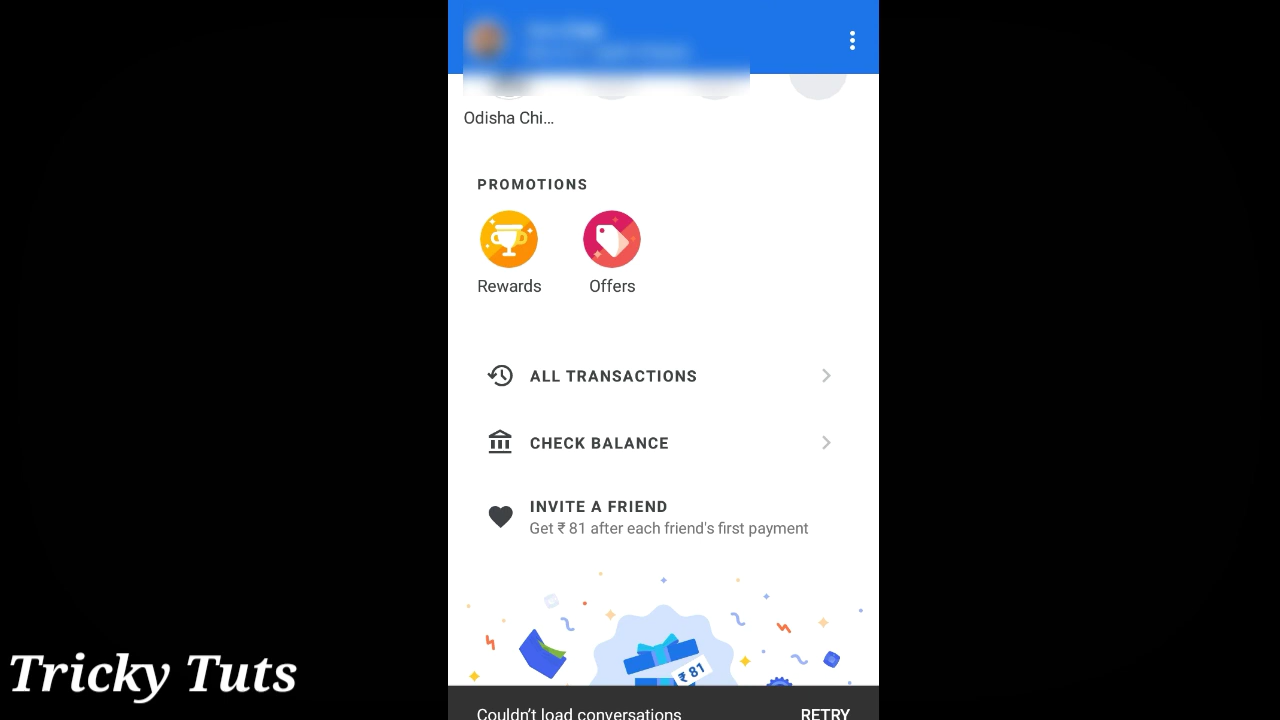 Odisha Chi...
PROMOTIONS
Rewards
Offers
ALL TRANSACTIONS
CHECK BALANCE
INVITE A FRIEND
Get ₹ 81 after each friend's first payment
₹ 81
Tricky Tuts
Couldn't load conversations
RETRY